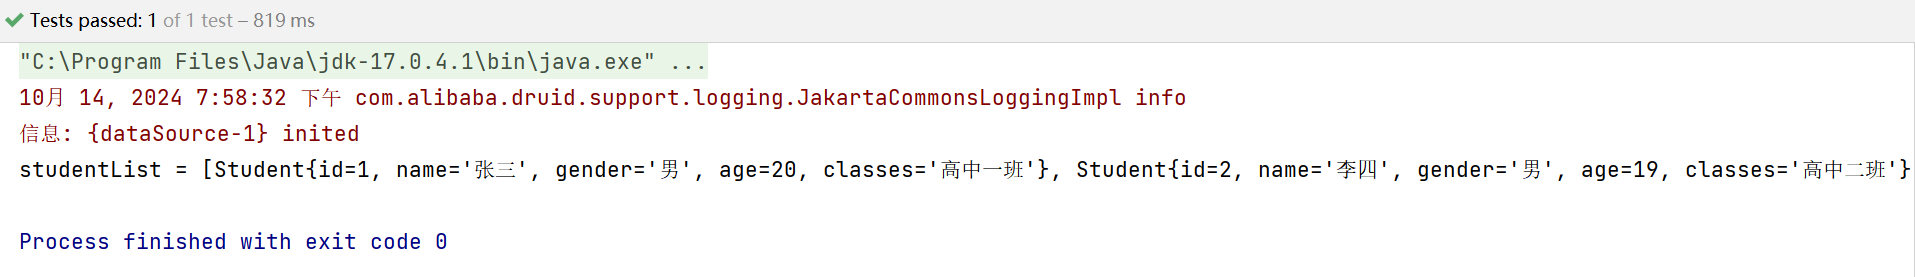 Tests passed: 1 of 1 test – 819 ms
"C:\Program Files\Java\jdk-17.0.4.1\bin\java.exe" ...
10月 14, 2024 7:58:32 下午 com.alibaba.druid.support.logging.JakartaCommonsLoggingImpl info
信息: {dataSource-1} inited
studentList = [Student{id=1, name='张三', gender='男', age=20, classes='高中一班'}, Student{id=2, name='李四', gender='男', age=19, classes='高中二班'}
Process finished with exit code 0